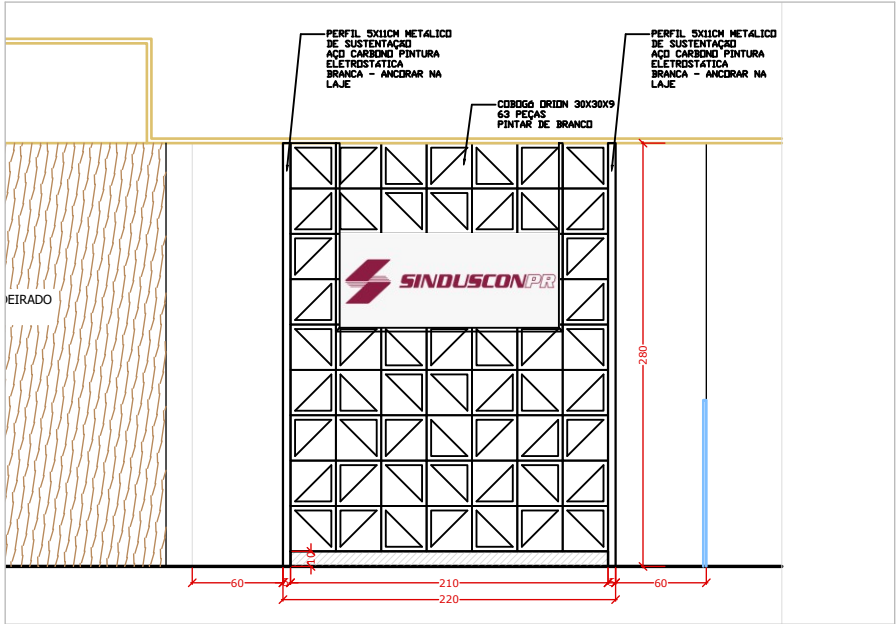 PERFIL 5X11CM METÁLICO
DE SUSTENTAÇÃO
AÇO CARBONO PINTURA
ELETROSTÁTICA
BRANCA - ANCORAR NA
LAJE
PERFIL 5X11CM METÁLICO
DE SUSTENTAÇÃO
AÇO CARBONO PINTURA
ELETROSTÁTICA
BRANCA - ANCORAR NA
LAJE
COBOGÓ ORION 30X30X9
63 PEÇAS
PINTAR DE BRANCO
SINDUSCONPR
DEIRADO
280
10
60
5
210
5
60
220